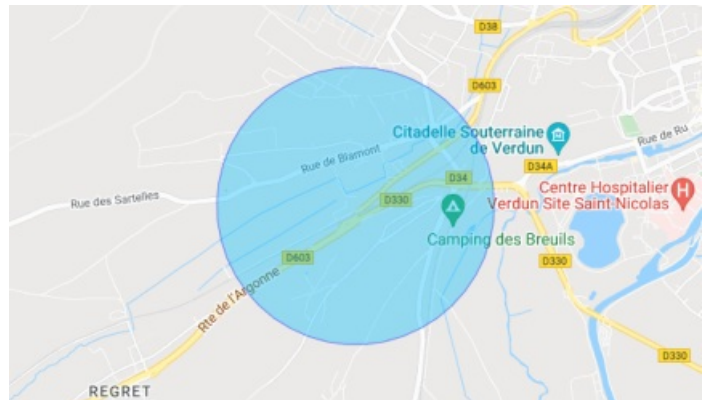 D38
D603
Citadelle Souterraine
de Verdun
Rue de Ru
Rue de Blamont
D34A
D34
Centre Hospitalier
Verdun Site Saint-Nicolas
H
Rue des Sartelles
D330
Camping des Breuils
D603
D330
Rte de l'Argonne
D330
REGRET